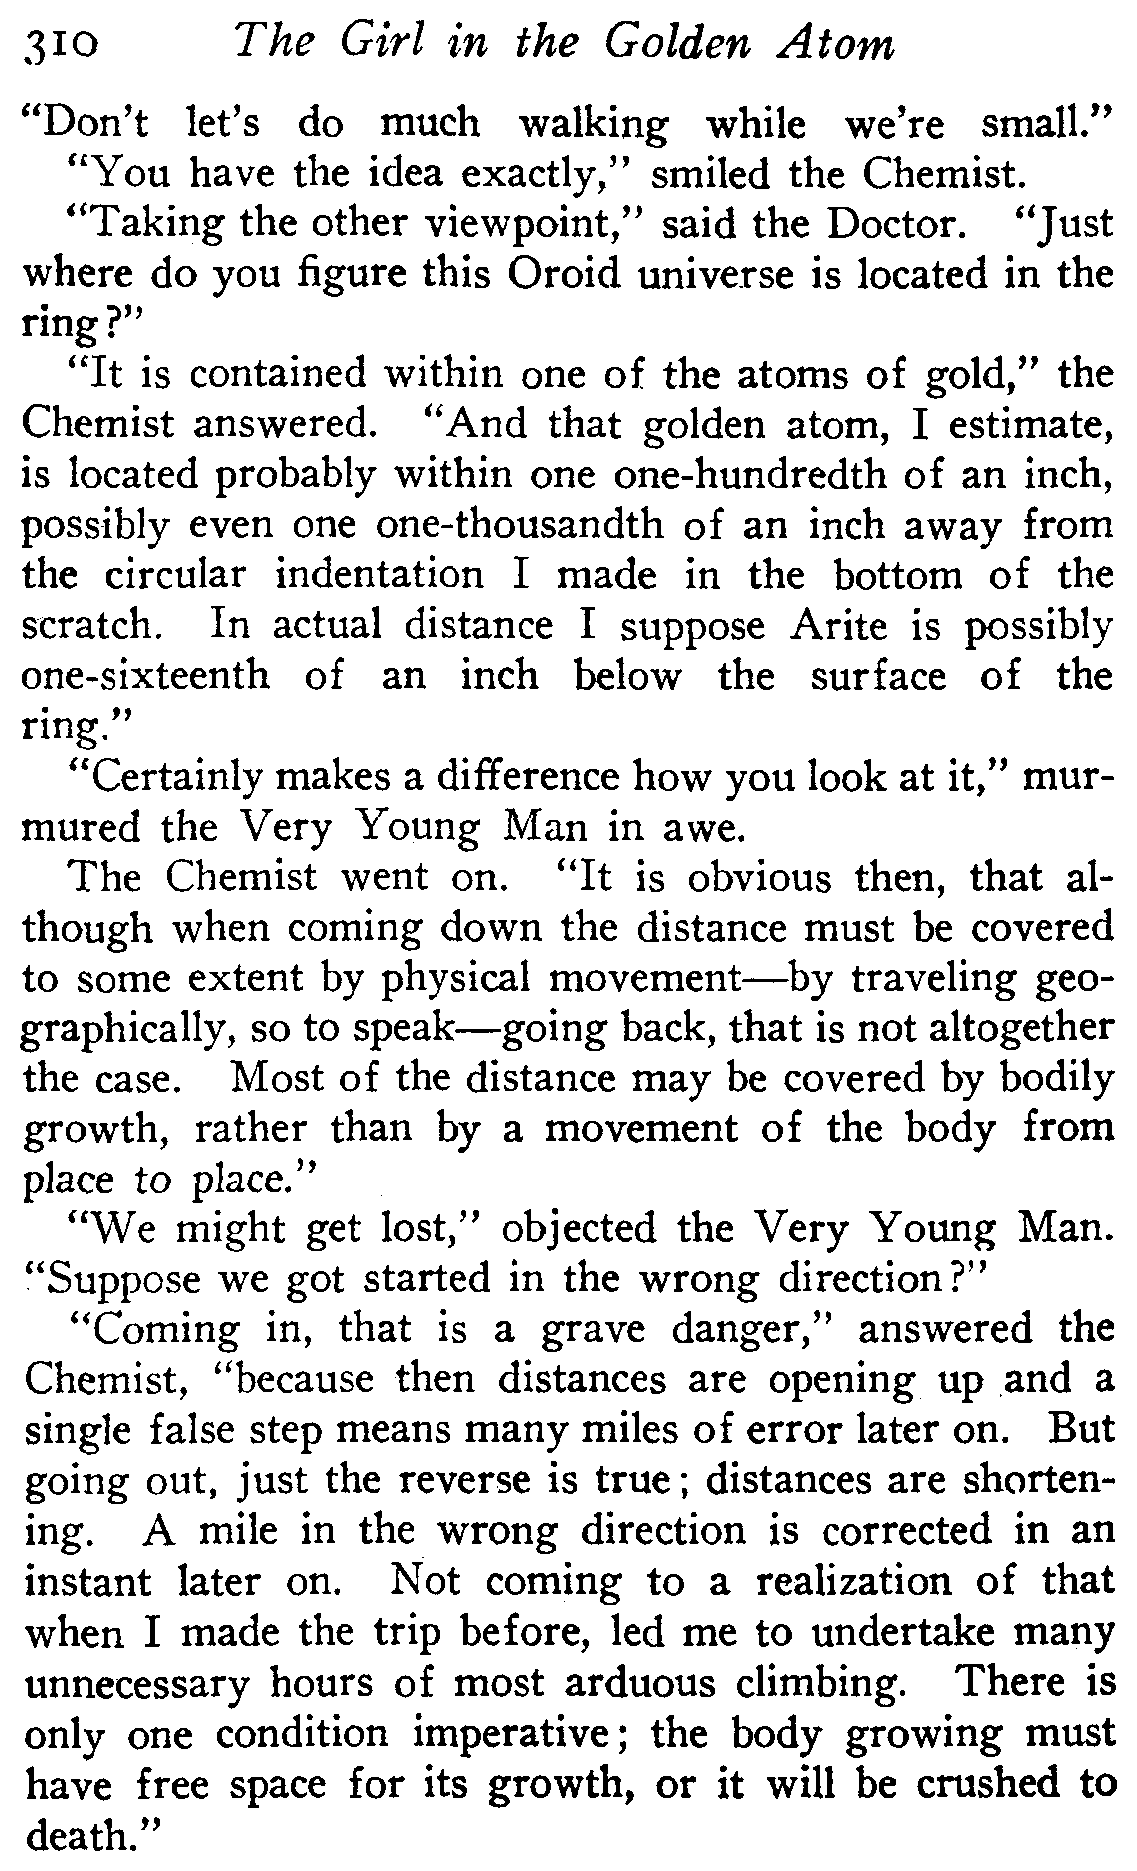 310 The Girl in the Golden Atom
“Don’t let’s do much walking while we’re small.”
“You have the idea exactly,” smiled the Chemist.
“Taking the other viewpoint,” said the Doctor. “Just
where do you figure this Oroid universe is located in the
ring?”
“It is contained within one of the atoms of gold,” the
Chemist answered. “And that golden atom, I estimate,
is located probably within one one-hundredth of an inch,
possibly even one one-thousandth of an inch away from
the circular indentation I made in the bottom of the
scratch. In actual distance I suppose Arite is possibly
one-sixteenth of an inch below the surface of the
ring.”
“Certainly makes a difference how you look at it,” mur-
mured the Very Young Man in awe.
The Chemist went on. “It is obvious then, that al-
though when coming down the distance must be covered
to some extent by physical movement—by traveling geo-
graphically, so to speak—going back, that is not altogether
the case. Most of the distance may be covered by bodily
growth, rather than by a movement of the body from
place to place.”
“We might get lost,” objected the Very Young Man.
“Suppose we got started in the wrong direction?”
“Coming in, that is a grave danger,” answered the
Chemist, “because then distances are opening up and a
single false step means many miles of error later on. But
going out, just the reverse is true; distances are shorten-
ing. A mile in the wrong direction is corrected in an
instant later on. Not coming to a realization of that
when I made the trip before, led me to undertake many
unnecessary hours of most arduous climbing. There is
only one condition imperative; the body growing must
have free space for its growth, or it will be crushed to
death.”